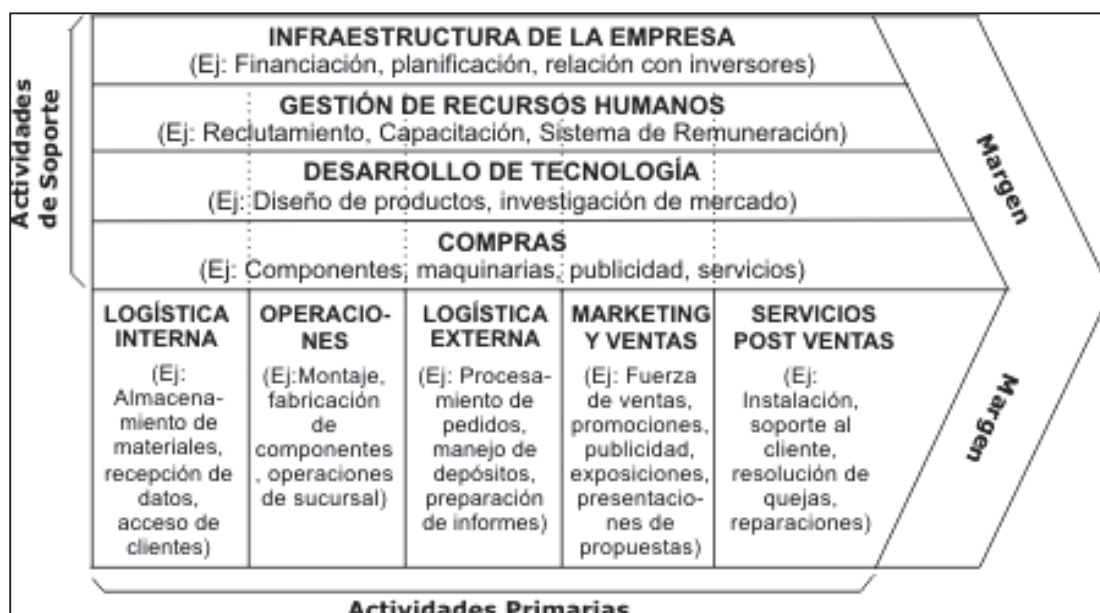 Actividades
de Soporte
INFRAESTRUCTURA DE LA EMPRESA
(Ej: Financiación, planificación, relación con inversores)
GESTIÓN DE RECURSOS HUMANOS
(Ej: Reclutamiento, Capacitación, Sistema de Remuneración)
DESARROLLO DE TECNOLOGÍA
(Ej: Diseño de productos, investigación de mercado)
COMPRAS
(Ej: Componentes, maquinarias, publicidad, servicios)
Margen
LOGÍSTICA
INTERNA
(Ej:
Almacena-
miento de
materiales,
recepción de
datos,
acceso de
clientes)
OPERACIO-
NES
(Ej:Montaje,
fabricación
de
componentes
, operaciones
de sucursal)
LOGÍSTICA
EXTERNA
(Ej: Procesa-
miento de
pedidos,
manejo de
depósitos,
preparación
de informes)
MARKETING
Y VENTAS
(Ej: Fuerza
de ventas,
promociones,
publicidad,
exposiciones,
presentacio-
nes de
propuestas)
SERVICIOS
POST VENTAS
(Ej:
Instalación,
soporte al
cliente,
resolución de
quejas,
reparaciones)
Margen
Actividades Primarias